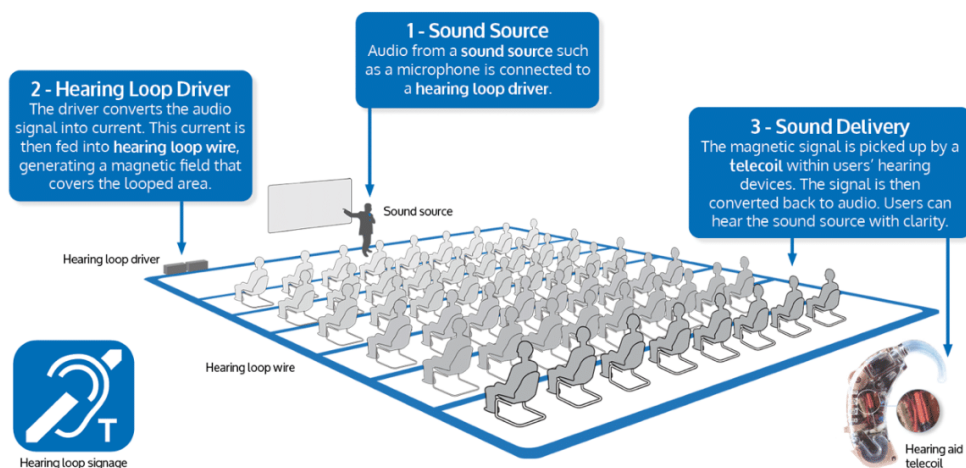 1 - Sound Source
Audio from a sound source such
as a microphone is connected to
a hearing loop driver.
2 - Hearing Loop Driver
The driver converts the audio
signal into current. This current is
then fed into hearing loop wire,
generating a magnetic field that
covers the looped area.
3 - Sound Delivery
The magnetic signal is picked up by a
telecoil within users’ hearing
devices. The signal is then
converted back to audio. Users can
hear the sound source with clarity.
Sound source
Hearing loop driver
Hearing loop wire
T
Hearing loop signage
Hearing aid
telecoil